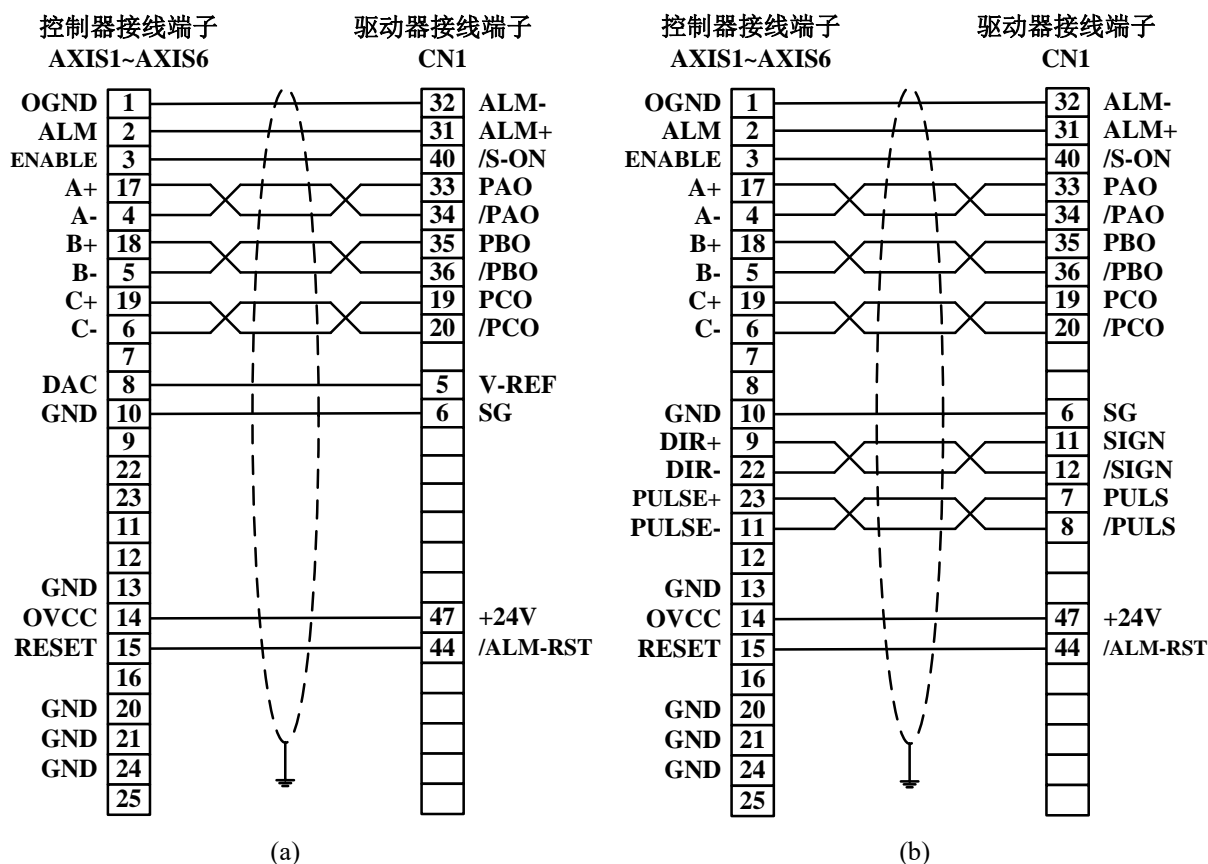 控制器接线端子 驱动器接线端子
AXIS1~AXIS6 CN1
OGND 1 32 ALM-
ALM 2 31 ALM+
ENABLE 3 40 /S-ON
A+ 17 33 PAO
A- 4 34 /PAO
B+ 18 35 PBO
B- 5 36 /PBO
C+ 19 19 PCO
C- 6 20 /PCO
7
DAC 8 5 V-REF
GND 10 6 SG
9
22
23
11
12
GND 13
OVCC 14 47 +24V
RESET 15 44 /ALM-RST
16
GND 20
GND 21
GND 24
25
(a)
控制器接线端子 驱动器接线端子
AXIS1~AXIS6 CN1
OGND 1 32 ALM-
ALM 2 31 ALM+
ENABLE 3 40 /S-ON
A+ 17 33 PAO
A- 4 34 /PAO
B+ 18 35 PBO
B- 5 36 /PBO
C+ 19 19 PCO
C- 6 20 /PCO
7
8
GND 10 6 SG
DIR+ 9 11 SIGN
DIR- 22 12 /SIGN
PULSE+ 23 7 PULS
PULSE- 11 8 /PULS
12
GND 13
OVCC 14 47 +24V
RESET 15 44 /ALM-RST
16
GND 20
GND 21
GND 24
25
(b)